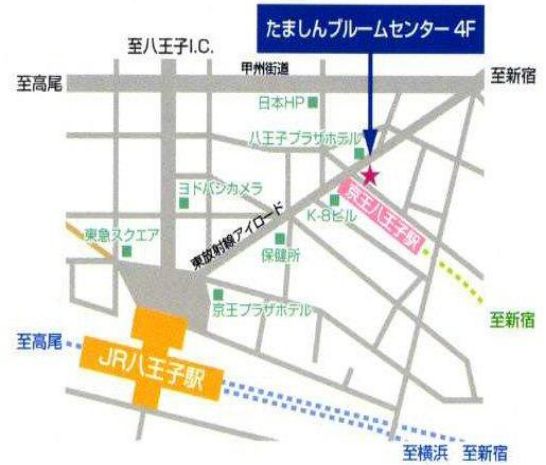 たましんブルームセンター 4F
至八王子I.C.
甲州街道
至高尾
至新宿
日本HP
八王子プラザホテル
ヨドバシカメラ
京王八王子駅
K-8ビル
東放射線アイロード
東急スクエア
保健所
京王プラザホテル
至新宿
至高尾
JR八王子駅
至横浜 至新宿